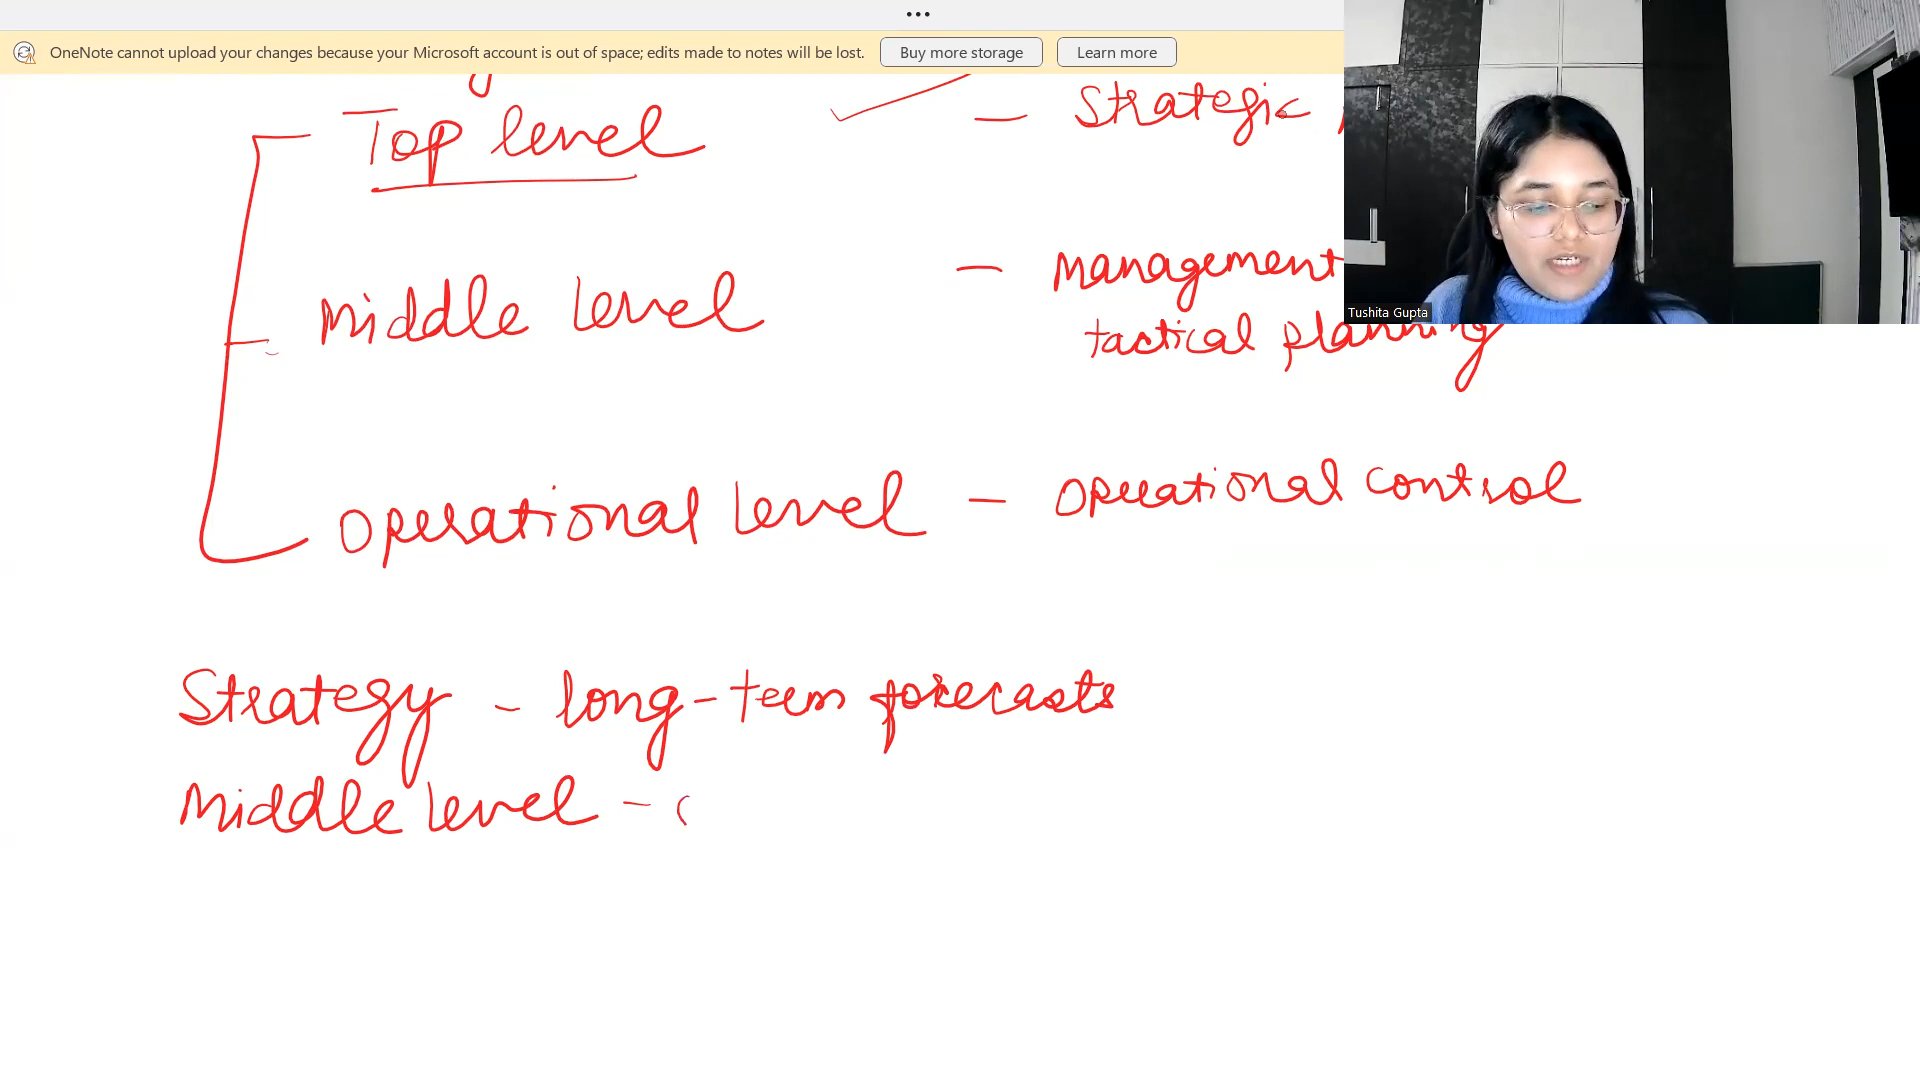 •••
OneNote cannot upload your changes because your Microsoft account is out of space; edits made to notes will be lost. Buy more storage Learn more
Top level — Strategic
Middle level — Management
tactical planning
Tushita Gupta
Operational level — Operational control
Strategy - long-term forecasts
Middle level -